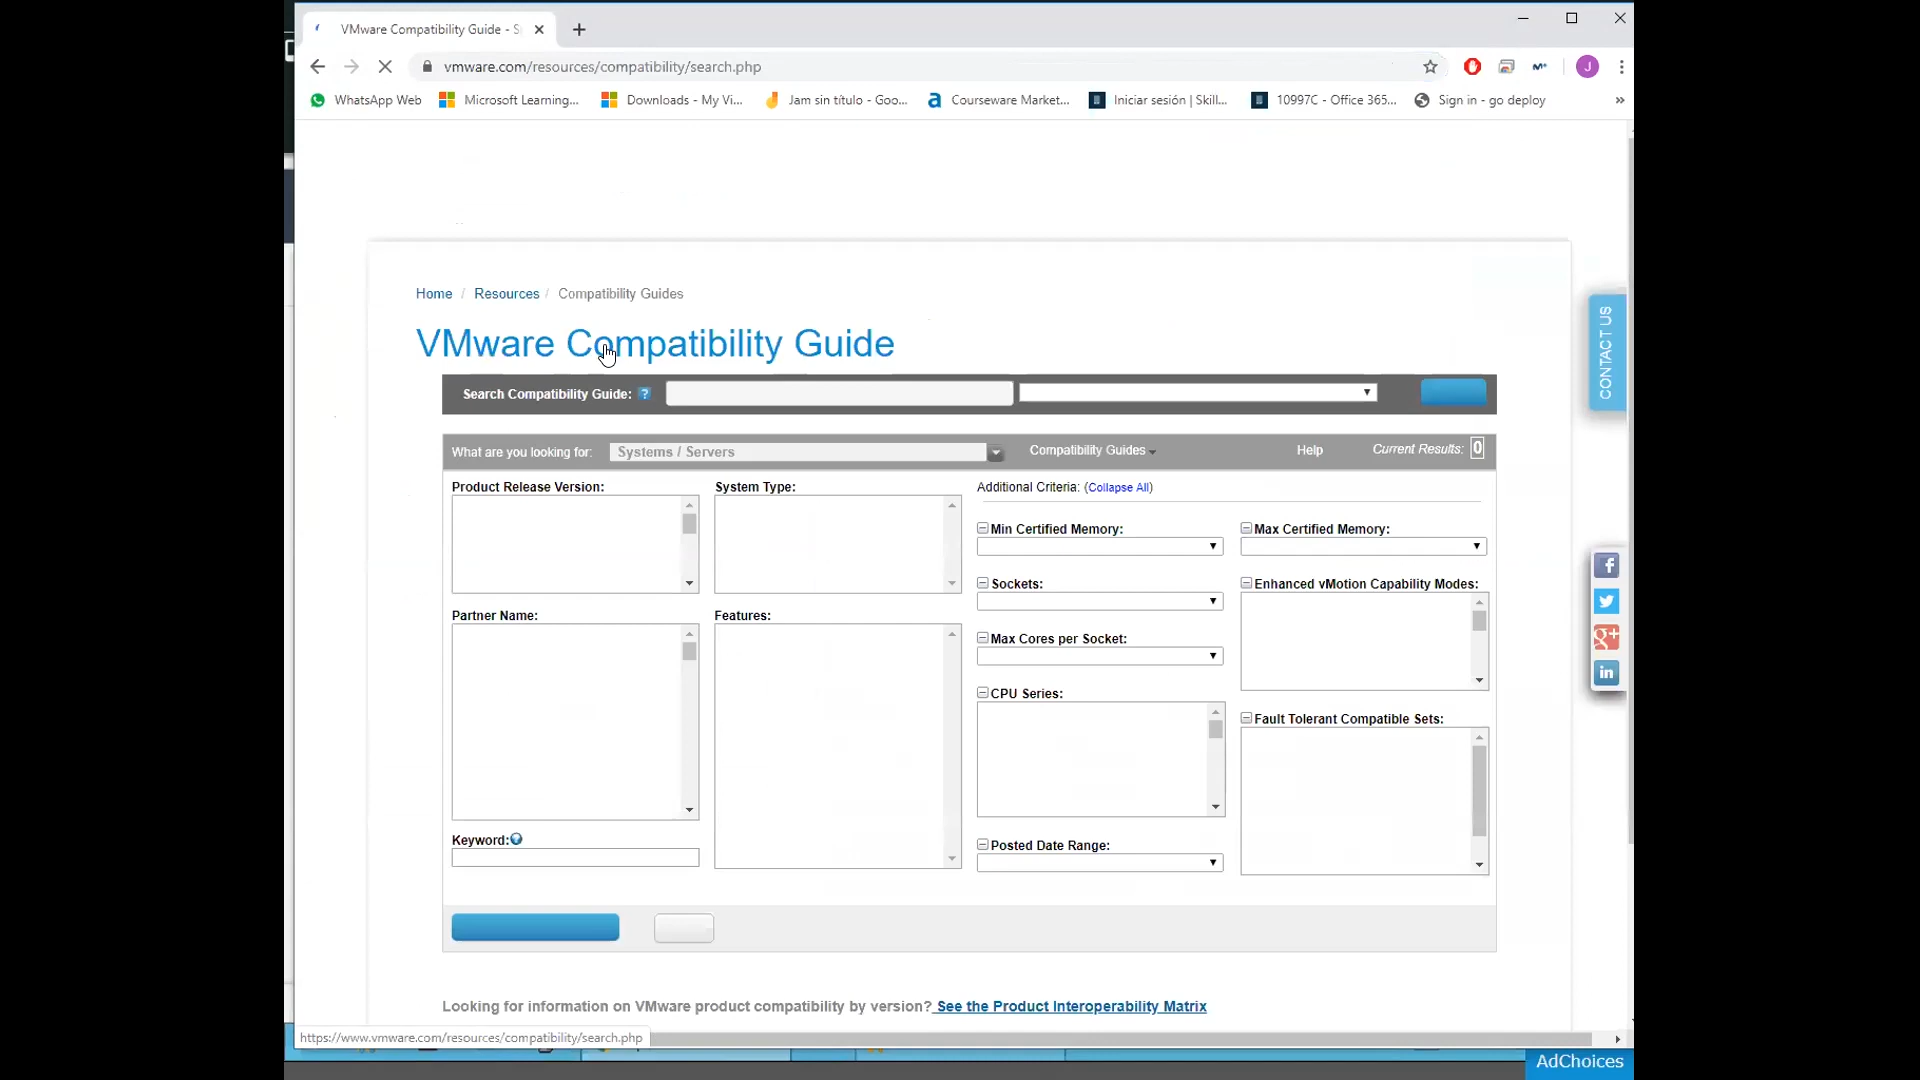 VMware Compatibility Guide - S
vmware.com/resources/compatibility/search.php
J
WhatsApp Web
Microsoft Learning...
Downloads - My Vi...
Jam sin título - Goo...
Courseware Market...
Iniciar sesión | Skill...
10997C - Office 365...
Sign in - go deploy
»
Home / Resources / Compatibility Guides
VMware Compatibility Guide
CONTACT US
Search Compatibility Guide: ?
What are you looking for: Systems / Servers
Compatibility Guides
Help
Current Results: 0
Product Release Version:
System Type:
Additional Criteria: (Collapse All)
Min Certified Memory:
Max Certified Memory:
Sockets:
Enhanced vMotion Capability Modes:
Partner Name:
Features:
Max Cores per Socket:
CPU Series:
Fault Tolerant Compatible Sets:
Keyword:
Posted Date Range:
f
g+
in
Looking for information on VMware product compatibility by version? See the Product Interoperability Matrix
https://www.vmware.com/resources/compatibility/search.php
AdChoices